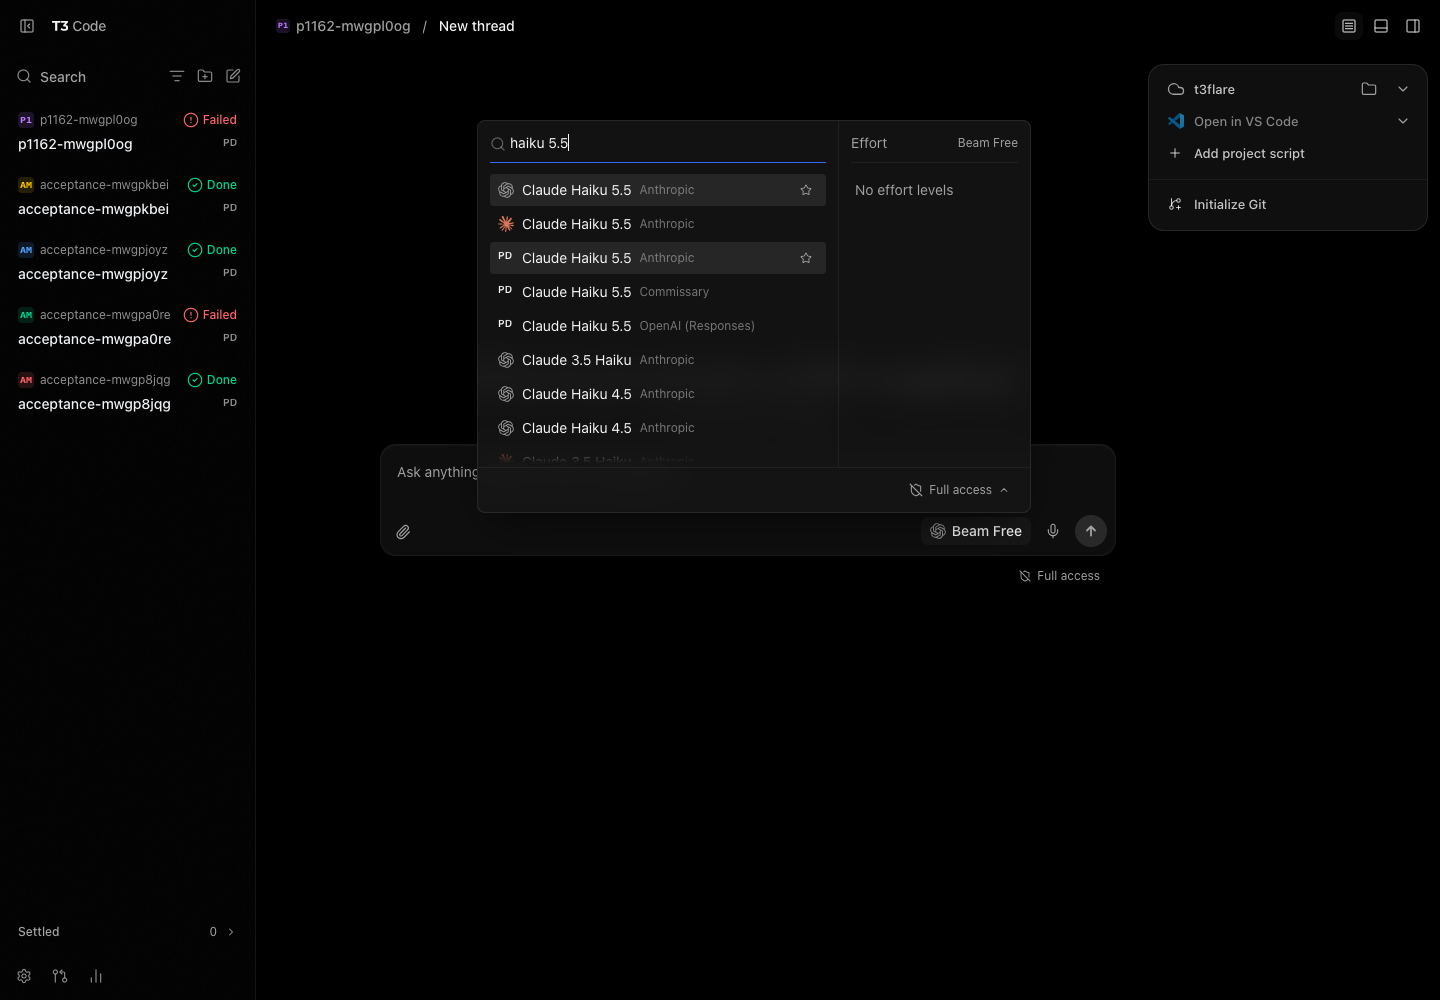 T3 Code
Search
P1 p1162-mwgpl0og Failed
p1162-mwgpl0og PD
AM acceptance-mwgpkbei Done
acceptance-mwgpkbei PD
AM acceptance-mwgpjoyz Done
acceptance-mwgpjoyz PD
AM acceptance-mwgpa0re Failed
acceptance-mwgpa0re PD
AM acceptance-mwgp8jqg Done
acceptance-mwgp8jqg PD
Settled 0
P1 p1162-mwgpl0og / New thread
haiku 5.5
Claude Haiku 5.5 Anthropic
Claude Haiku 5.5 Anthropic
PD Claude Haiku 5.5 Anthropic
PD Claude Haiku 5.5 Commissary
PD Claude Haiku 5.5 OpenAI (Responses)
Claude 3.5 Haiku Anthropic
Claude Haiku 4.5 Anthropic
Claude Haiku 4.5 Anthropic
Claude 3.5 Haiku Anthropic
Effort Beam Free
No effort levels
Full access
Ask anything
Beam Free
Full access
t3flare
Open in VS Code
Add project script
Initialize Git